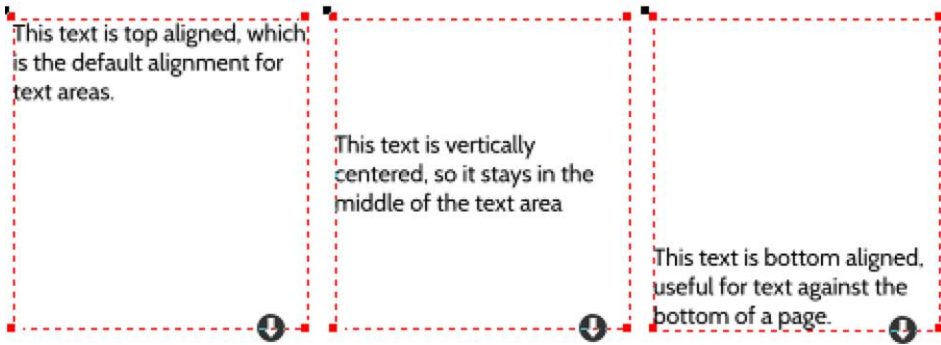 This text is top aligned, which
is the default alignment for
text areas.
This text is vertically
centered, so it stays in the
middle of the text area
This text is bottom aligned,
useful for text against the
bottom of a page.